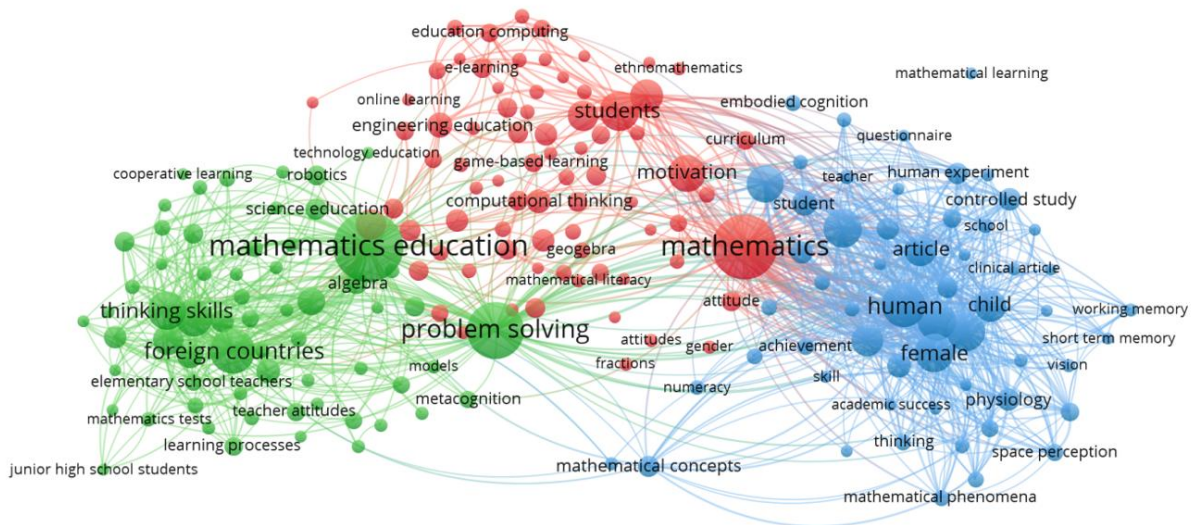 education computing
e-learning
ethnomathematics
mathematical learning
online learning
students
embodied cognition
engineering education
curriculum
questionnaire
technology education
game-based learning
cooperative learning
robotics
motivation
teacher
human experiment
science education
computational thinking
student
controlled study
school
mathematics education
geogebra
mathematics
article
algebra
mathematical literacy
clinical article
thinking skills
attitude
human
child
working memory
problem solving
foreign countries
attitudes
gender
achievement
female
short term memory
models
fractions
vision
elementary school teachers
numeracy
skill
metacognition
academic success
physiology
mathematics tests
teacher attitudes
learning processes
thinking
space perception
junior high school students
mathematical concepts
mathematical phenomena